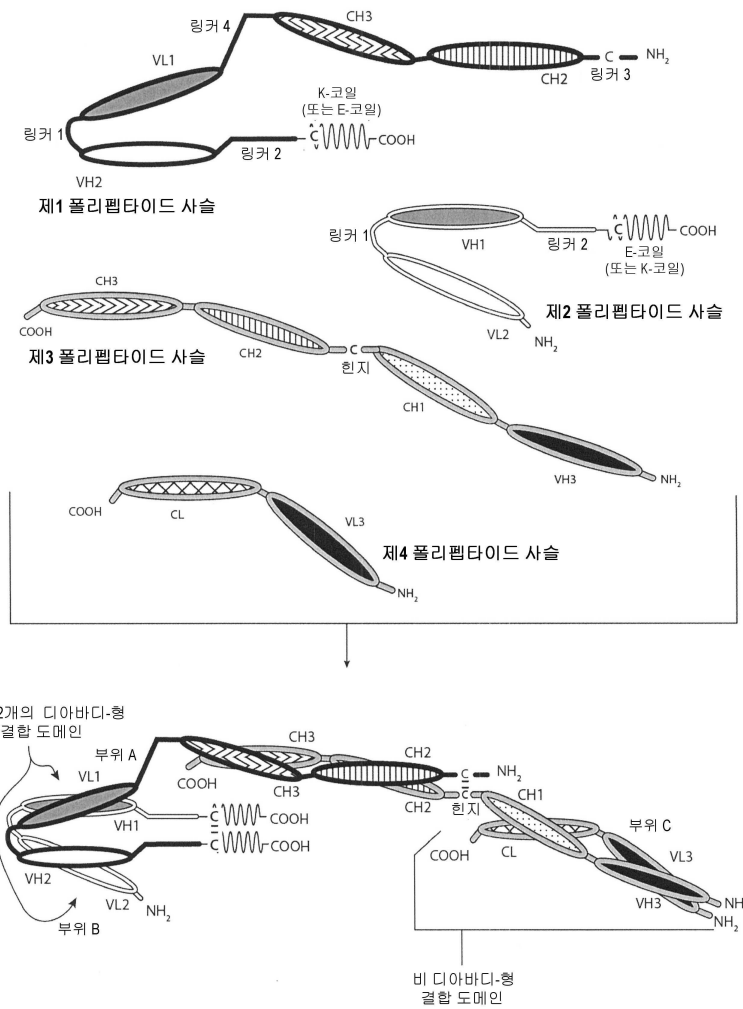 링커 4
CH3
VL1
C
NH2
링커 3
CH2
K-코일
(또는 E-코일)
링커 1
C
COOH
링커 2
VH2
제1 폴리펩타이드 사슬
링커 1
VH1
링커 2
C
COOH
E-코일
(또는 K-코일)
VL2
NH2
제2 폴리펩타이드 사슬
CH3
COOH
제3 폴리펩타이드 사슬
CH2
C
힌지
CH1
VH3
NH2
COOH
CL
VL3
제4 폴리펩타이드 사슬
NH2
2개의 디아바디-형
결합 도메인
부위 A
VL1
CH3
COOH
CH3
CH2
CH2
C
NH2
C
힌지
CH1
VH1
C
COOH
C
COOH
VH2
VL2
NH2
부위 B
COOH
CL
부위 C
VL3
VH3
NH
NH2
비 디아바디-형
결합 도메인